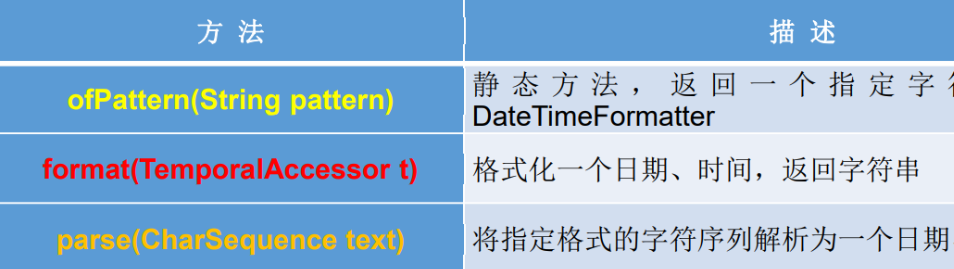 方 法
描 述
ofPattern(String pattern)
静态方法，返回一个指定字
DateTimeFormatter
format(TemporalAccessor t)
格式化一个日期、时间，返回字符串
parse(CharSequence text)
将指定格式的字符序列解析为一个日期